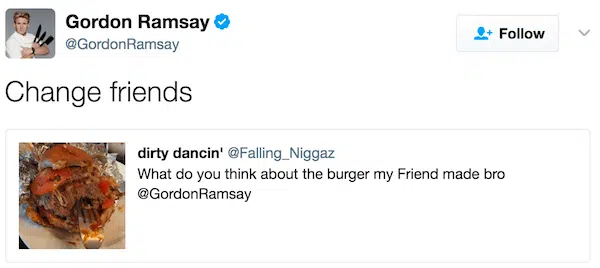 Gordon Ramsay
@GordonRamsay
Follow
Change friends
dirty dancin' @Falling_Niggaz
What do you think about the burger my Friend made bro
@GordonRamsay